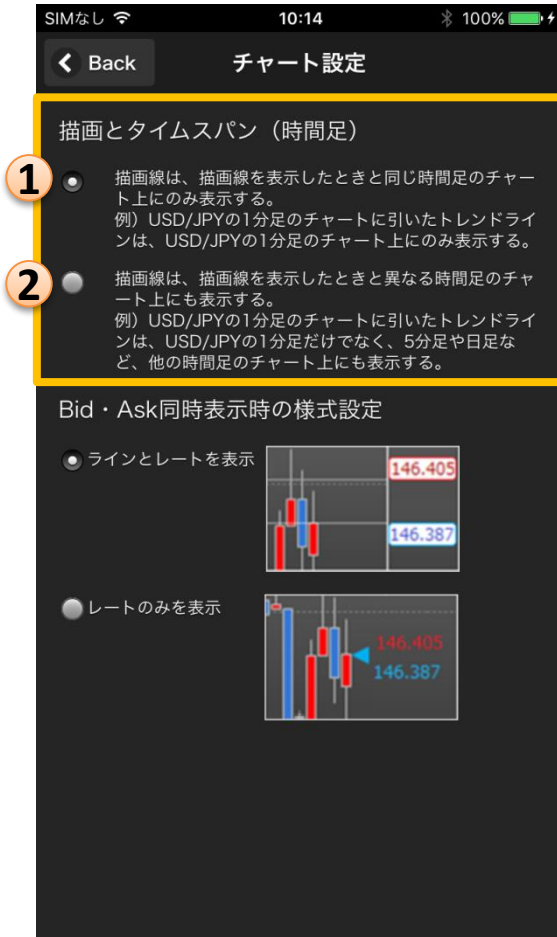 SIMなし 10:14 100%
Back チャート設定
描画とタイムスパン（時間足）
1
描画線は、描画線を表示したときと同じ時間足のチャー
ト上にのみ表示する。
例）USD/JPYの1分足のチャートに引いたトレンドライ
ンは、USD/JPYの1分足のチャート上にのみ表示する。
2
描画線は、描画線を表示したときと異なる時間足のチャ
ート上にも表示する。
例）USD/JPYの1分足のチャートに引いたトレンドライ
ンは、USD/JPYの1分足だけでなく、5分足や日足な
ど、他の時間足のチャート上にも表示する。
Bid・Ask同時表示時の様式設定
ラインとレートを表示
146.405
146.387
レートのみを表示
146.405
146.387